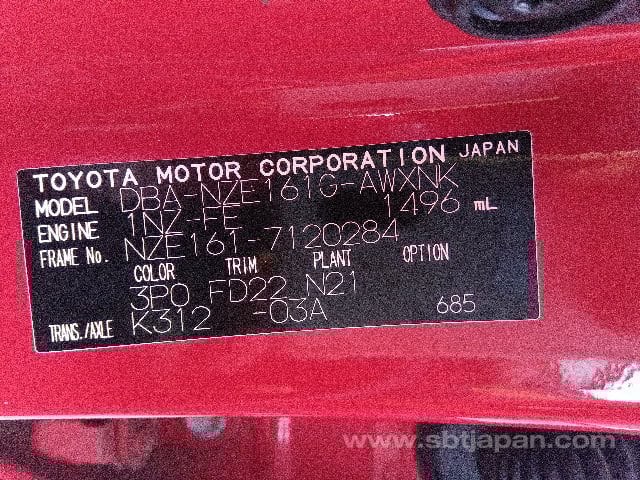 TOYOTA MOTOR CORPORATION JAPAN
MODEL DBA-NZE161G-AWXNK
ENGINE 1NZ-FE 1496 mL
FRAME No. NZE161-7120284
COLOR TRIM PLANT OPTION
3P0 FD22 N21
TRANS./AXLE K312 -03A 685
www.sbtjapan.com